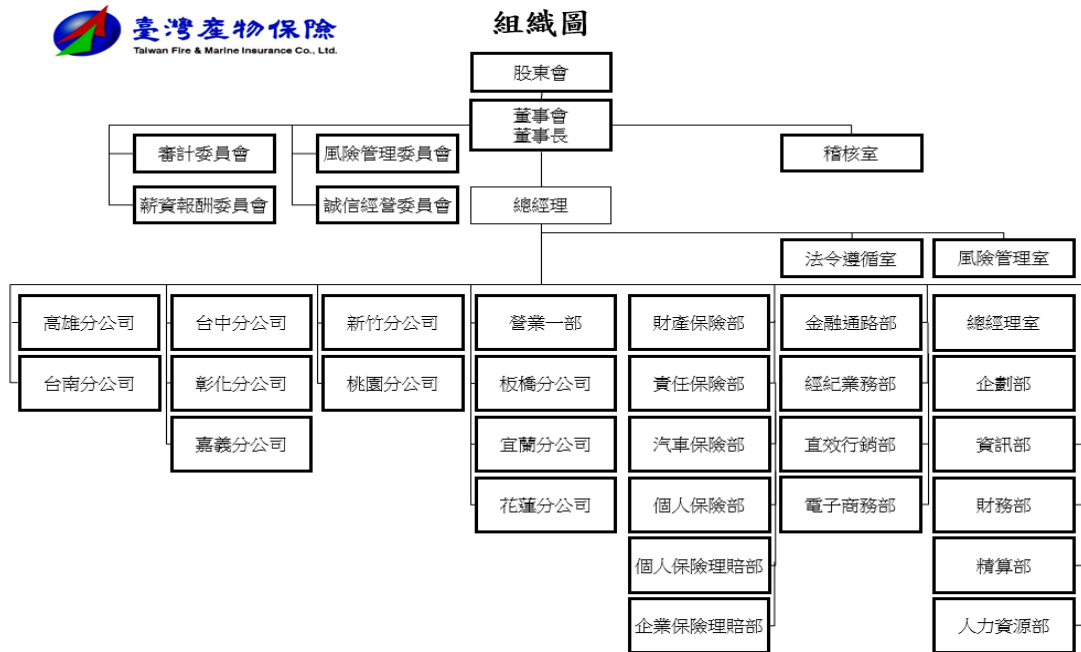 臺灣產物保險
Taiwan Fire & Marine Insurance Co., Ltd.
組織圖
股東會
董事會
董事長
審計委員會
風險管理委員會
稽核室
薪資報酬委員會
誠信經營委員會
總經理
法令遵循室
風險管理室
高雄分公司
台中分公司
新竹分公司
營業一部
財產保險部
金融通路部
總經理室
台南分公司
彰化分公司
桃園分公司
板橋分公司
責任保險部
經紀業務部
企劃部
嘉義分公司
宜蘭分公司
汽車保險部
直效行銷部
資訊部
花蓮分公司
個人保險部
電子商務部
財務部
個人保險理賠部
精算部
企業保險理賠部
人力資源部